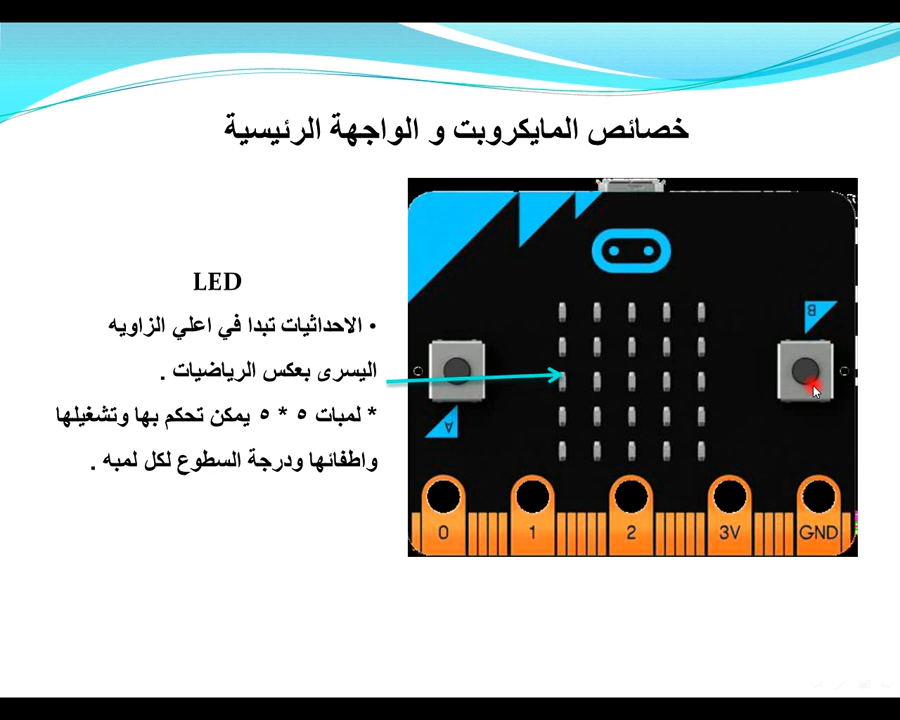 خصائص المايكروبت و الواجهة الرئيسية
LED
• الاحداثيات تبدا في اعلي الزاويه
اليسرى بعكس الرياضيات .
* لمبات ٥ * ٥ يمكن تحكم بها وتشغيلها
واطفائها ودرجة السطوع لكل لمبه .
B
A
0 1 2 3V GND